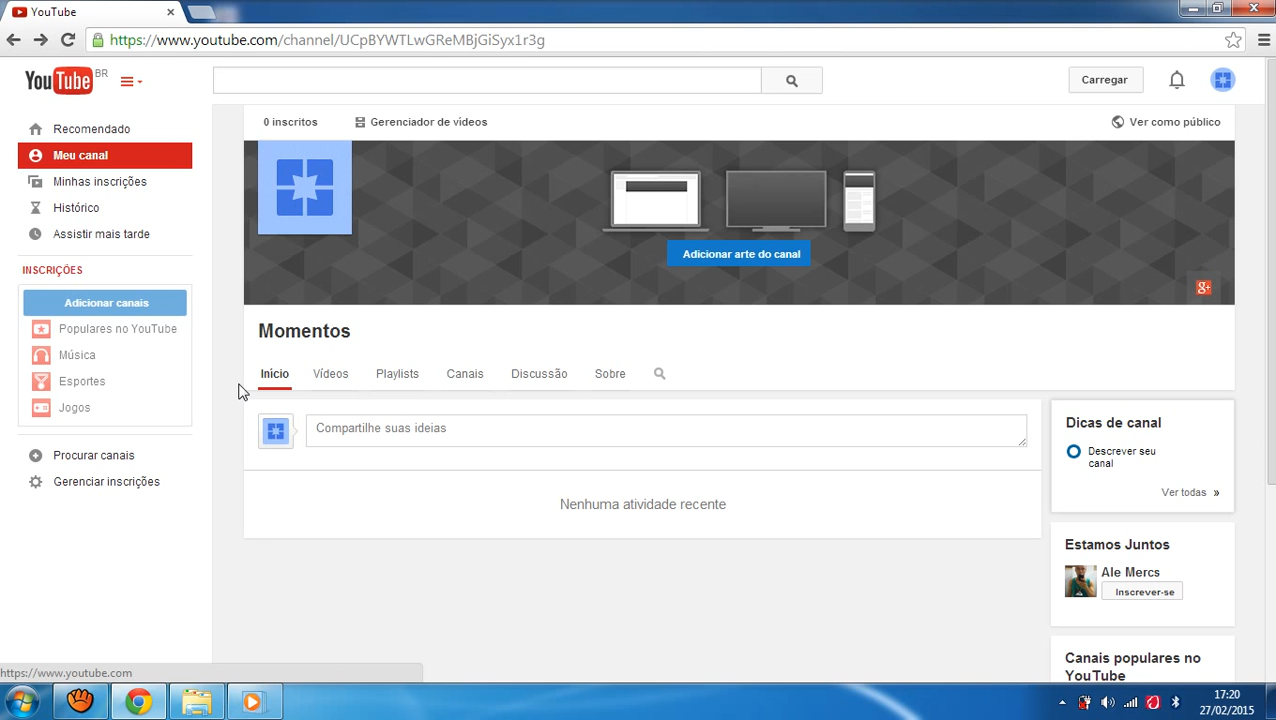 YouTube
https://www.youtube.com/channel/UCpBYWTLwGReMBjGiSyx1r3g
YouTube BR
Carregar
0 inscritos
Gerenciador de vídeos
Ver como público
Recomendado
Meu canal
Minhas inscrições
Histórico
Assistir mais tarde
INSCRIÇÕES
Adicionar canais
Populares no YouTube
Música
Esportes
Jogos
Procurar canais
Gerenciar inscrições
Adicionar arte do canal
g+
Momentos
Início
Vídeos
Playlists
Canais
Discussão
Sobre
Compartilhe suas ideias
Nenhuma atividade recente
Dicas de canal
Descrever seu
canal
Ver todas »
Estamos Juntos
Ale Mercs
Inscrever-se
Canais populares no
YouTube
https://www.youtube.com
17:20
27/02/2015